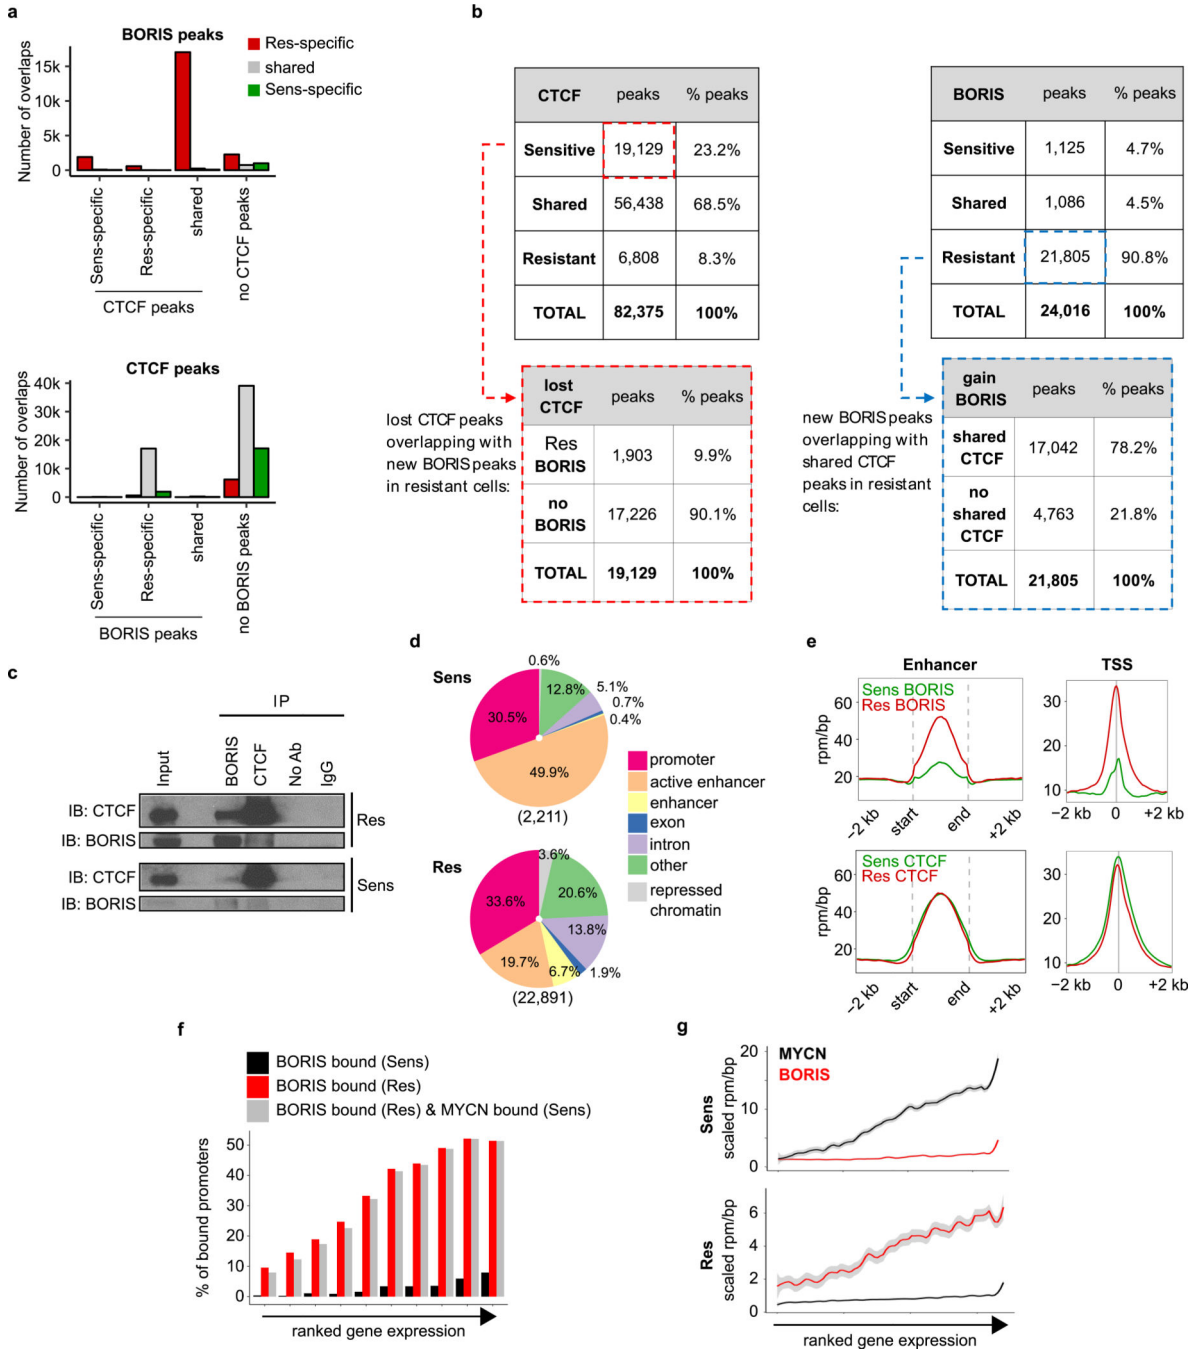 a
BORIS peaks
Res-specific
shared
Sens-specific
Number of overlaps
15k
10k
5k
0
Sens-specific
Res-specific
shared
no CTCF peaks
CTCF peaks
CTCF peaks
Number of overlaps
40k
30k
20k
10k
0
Sens-specific
Res-specific
shared
no BORIS peaks
BORIS peaks
b
CTCF peaks % peaks
Sensitive 19,129 23.2%
Shared 56,438 68.5%
Resistant 6,808 8.3%
TOTAL 82,375 100%
BORIS peaks % peaks
Sensitive 1,125 4.7%
Shared 1,086 4.5%
Resistant 21,805 90.8%
TOTAL 24,016 100%
lost CTCF peaks
overlapping with
new BORIS peaks
in resistant cells:
lost
CTCF peaks % peaks
Res
BORIS 1,903 9.9%
no
BORIS 17,226 90.1%
TOTAL 19,129 100%
new BORIS peaks
overlapping with
shared CTCF
peaks in resistant
cells:
gain
BORIS peaks % peaks
shared
CTCF 17,042 78.2%
no
shared
CTCF 4,763 21.8%
TOTAL 21,805 100%
c
IP
Input
BORIS
CTCF
No Ab
IgG
IB: CTCF
IB: BORIS
Res
IB: CTCF
IB: BORIS
Sens
d
Sens
0.6%
12.8%
5.1%
0.7%
0.4%
30.5%
49.9%
(2,211)
Res
3.6%
20.6%
13.8%
1.9%
6.7%
19.7%
33.6%
(22,891)
promoter
active enhancer
enhancer
exon
intron
other
repressed
chromatin
e
Enhancer
TSS
Sens BORIS
Res BORIS
rpm/bp
60
40
20
−2 kb
start
end
+2 kb
30
20
10
−2 kb 0 +2 kb
Sens CTCF
Res CTCF
rpm/bp
60
40
20
−2 kb
start
end
+2 kb
30
20
10
−2 kb 0 +2 kb
f
BORIS bound (Sens)
BORIS bound (Res)
BORIS bound (Res) & MYCN bound (Sens)
% of bound promoters
50
40
30
20
10
0
ranked gene expression
g
MYCN
BORIS
Sens
scaled rpm/bp
20
10
0
Res
scaled rpm/bp
6
4
2
0
ranked gene expression